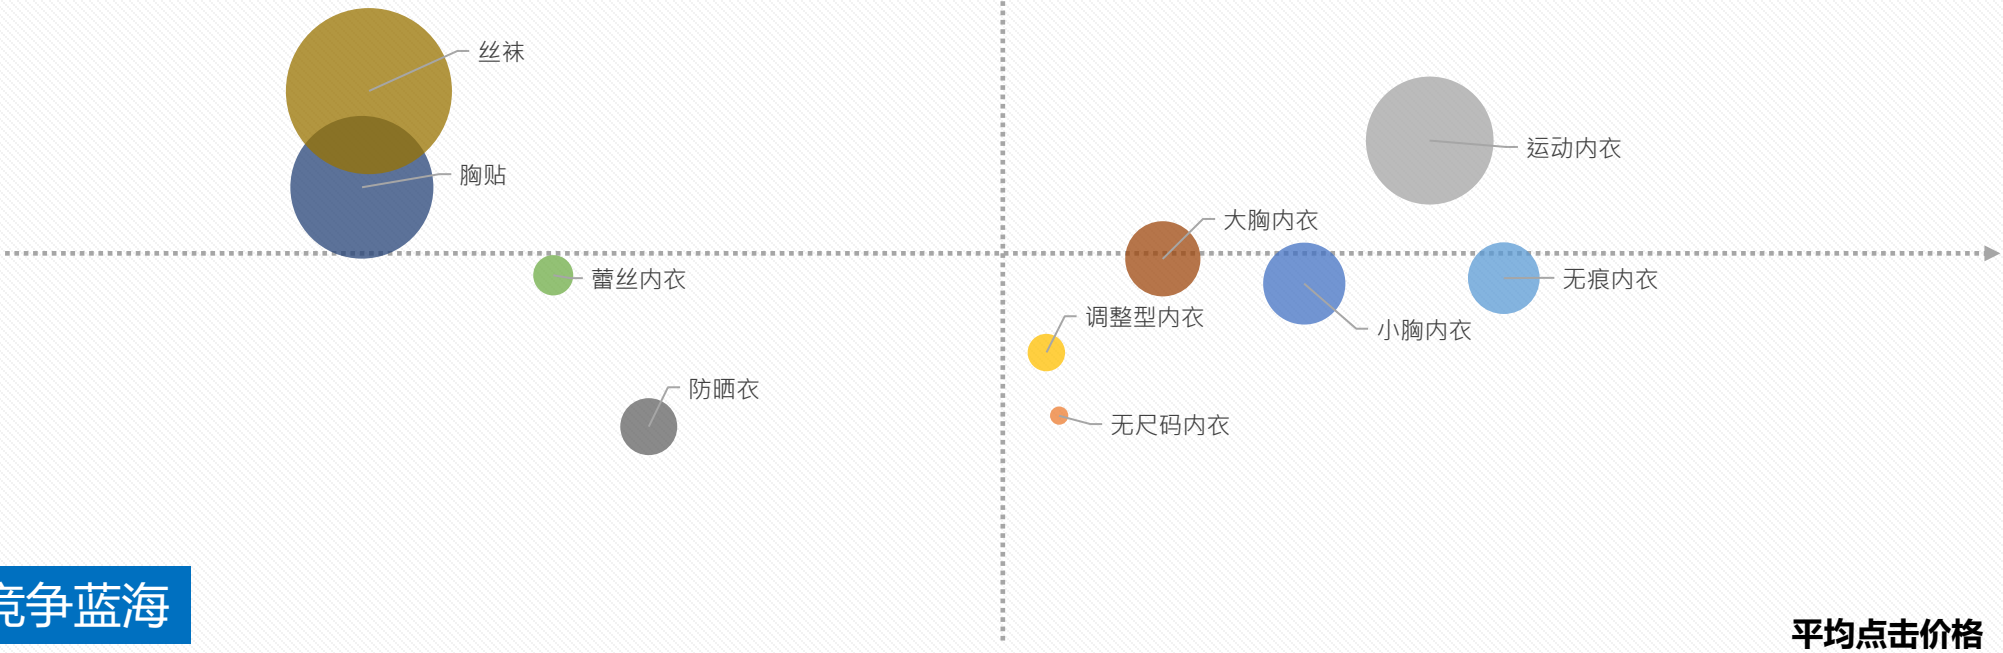 丝袜
胸贴
运动内衣
大胸内衣
蕾丝内衣
无痕内衣
调整型内衣
小胸内衣
防晒衣
无尺码内衣
竞争蓝海
平均点击价格